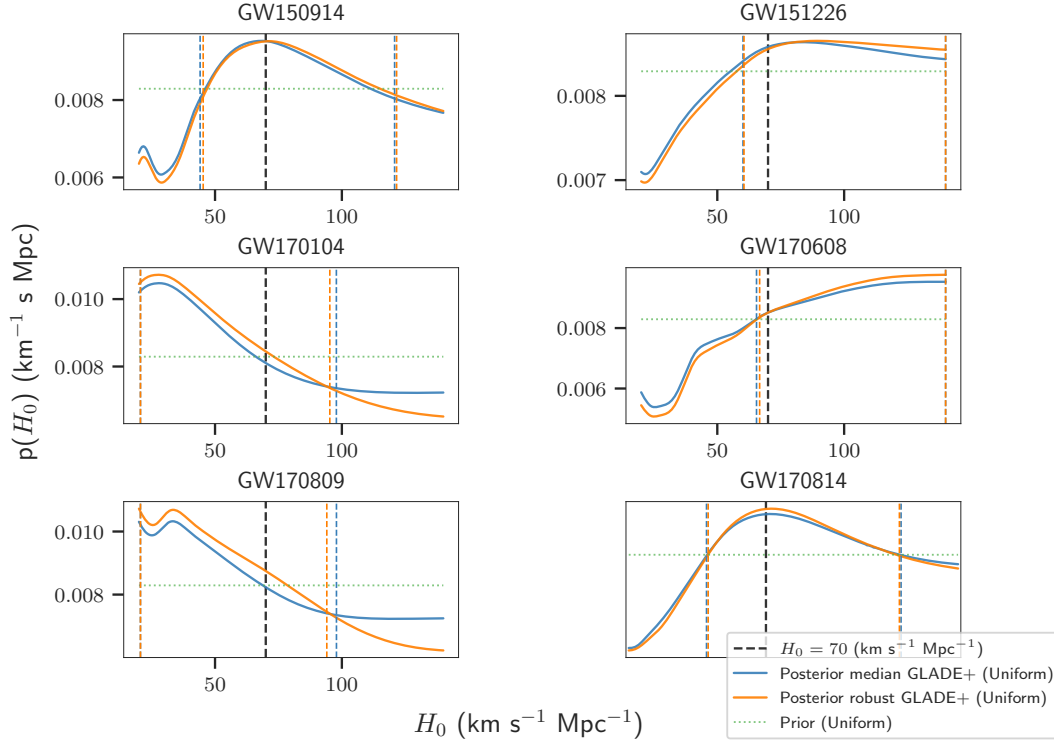 GW150914
0.008
0.006
50
100
GW151226
0.008
0.007
50
100
GW170104
0.010
0.008
50
100
GW170608
0.008
0.006
50
100
GW170809
0.010
0.008
50
100
GW170814
p(H₀) (km⁻¹ s Mpc)
H₀ (km s⁻¹ Mpc⁻¹)
H₀ = 70 (km s⁻¹ Mpc⁻¹)
Posterior median GLADE+ (Uniform)
Posterior robust GLADE+ (Uniform)
Prior (Uniform)